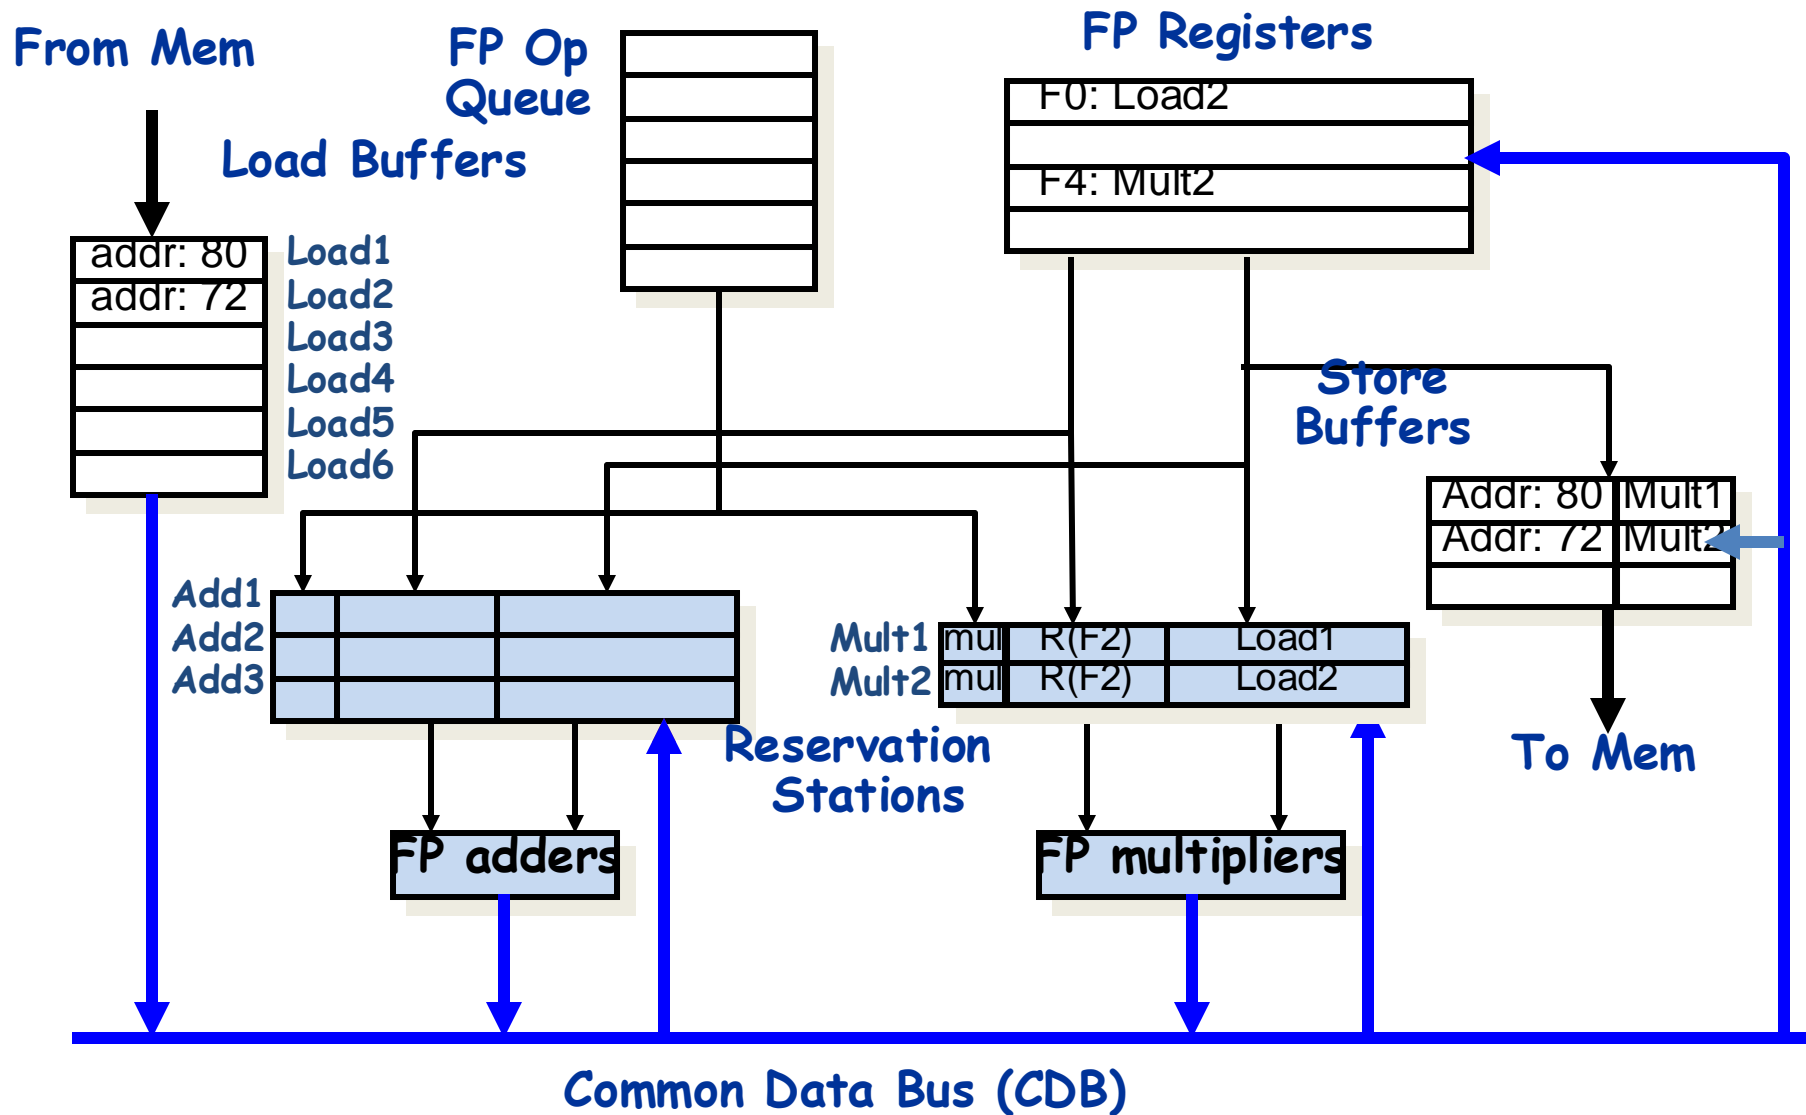 From Mem
FP Op
Queue
FP Registers
Load Buffers
F0: Load2
F4: Mult2
addr: 80
addr: 72
Load1
Load2
Load3
Load4
Load5
Load6
Store
Buffers
Addr: 80 Mult1
Addr: 72 Mult2
Add1
Add2
Add3
Mult1 mul R(F2) Load1
Mult2 mul R(F2) Load2
Reservation
Stations
To Mem
FP adders
FP multipliers
Common Data Bus (CDB)